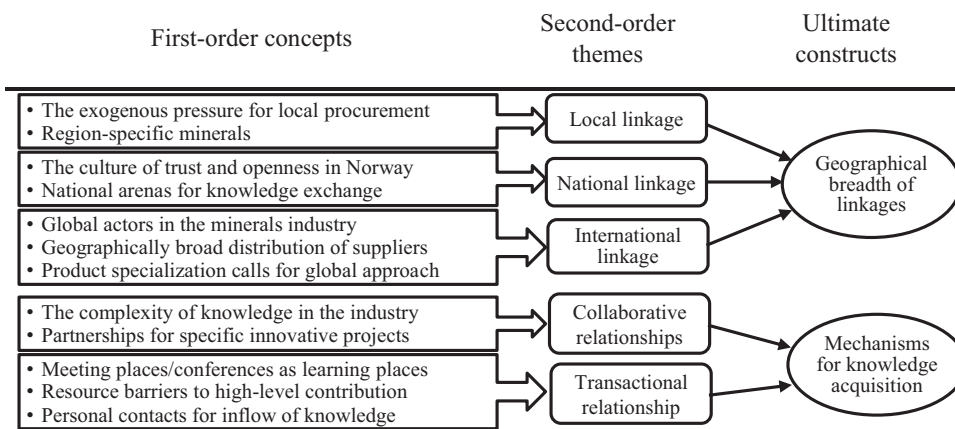 First-order concepts
Second-order
themes
Ultimate
constructs
• The exogenous pressure for local procurement
• Region-specific minerals
Local linkage
• The culture of trust and openness in Norway
• National arenas for knowledge exchange
National linkage
• Global actors in the minerals industry
• Geographically broad distribution of suppliers
• Product specialization calls for global approach
International
linkage
Geographical
breadth of
linkages
• The complexity of knowledge in the industry
• Partnerships for specific innovative projects
Collaborative
relationships
• Meeting places/conferences as learning places
• Resource barriers to high-level contribution
• Personal contacts for inflow of knowledge
Transactional
relationship
Mechanisms
for knowledge
acquisition